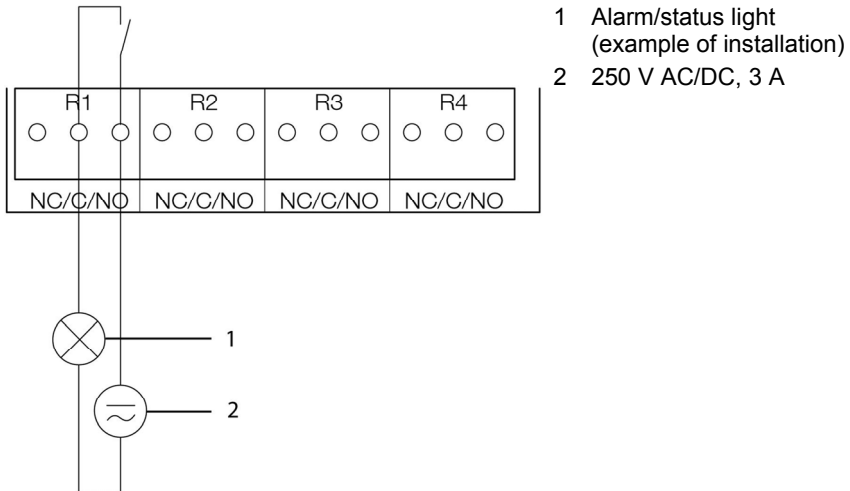 1 Alarm/status light
(example of installation)
2 250 V AC/DC, 3 A
R1 R2 R3 R4
NC/C/NO NC/C/NO NC/C/NO NC/C/NO
1
2